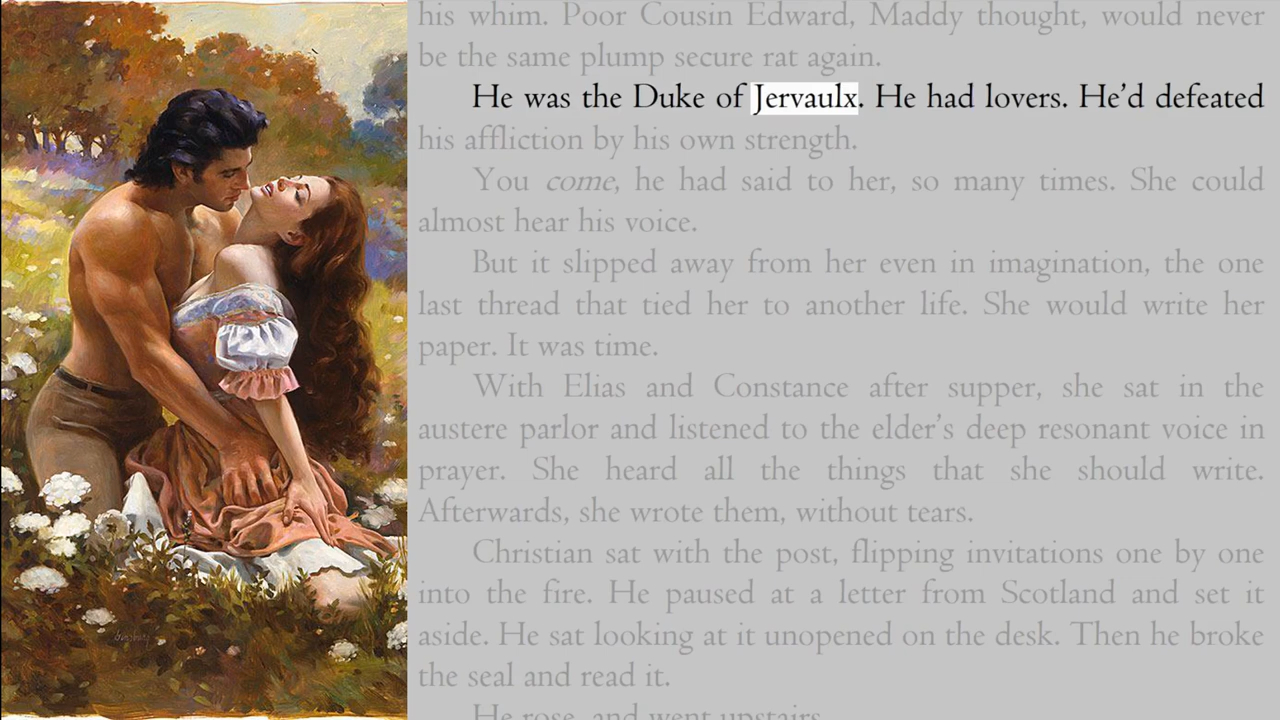 his whim. Poor Cousin Edward, Maddy thought, would never
be the same plump secure rat again.
He was the Duke of Jervaulx. He had lovers. He’d defeated
his affliction by his own strength.
You come, he had said to her, so many times. She could
almost hear his voice.
But it slipped away from her even in imagination, the one
last thread that tied her to another life. She would write her
paper. It was time.
With Elias and Constance after supper, she sat in the
austere parlor and listened to the elder’s deep resonant voice in
prayer. She heard all the things that she should write.
Afterwards, she wrote them, without tears.
Christian sat with the post, flipping invitations one by one
into the fire. He paused at a letter from Scotland and set it
aside. He sat looking at it unopened on the desk. Then he broke
the seal and read it.
He rose, and went upstairs.